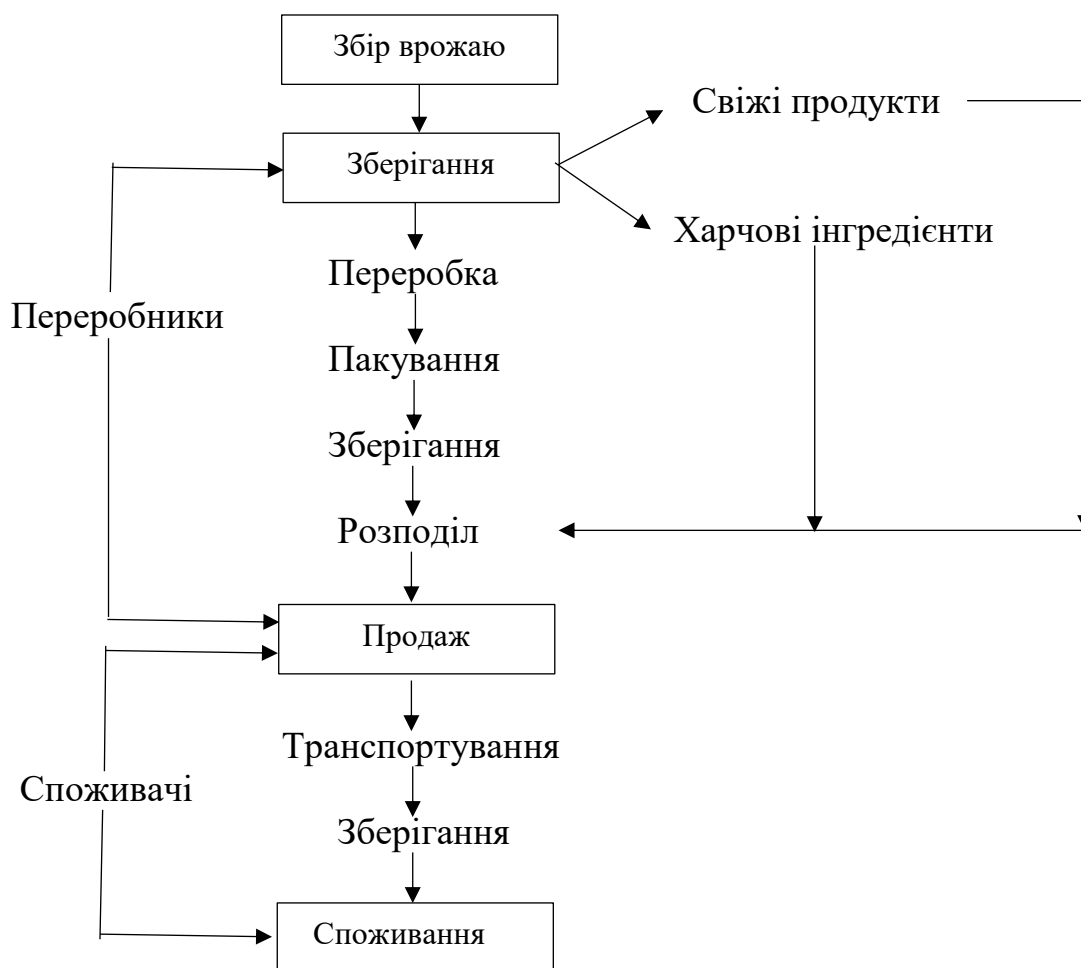 Збір врожаю
Свіжі продукти
Зберігання
Харчові інгредієнти
Переробка
Переробники
Пакування
Зберігання
Розподіл
Продаж
Транспортування
Споживачі
Зберігання
Споживання